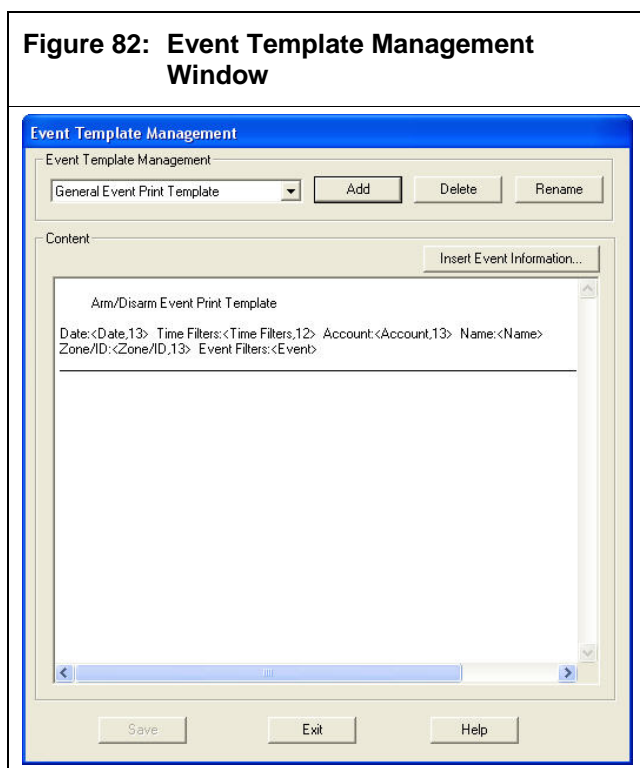 Figure 82: Event Template Management
Window
Event Template Management
Event Template Management
General Event Print Template
Add
Delete
Rename
Content
Insert Event Information...
Arm/Disarm Event Print Template
Date:<Date,13> Time Filters:<Time Filters,12> Account:<Account,13> Name:<Name>
Zone/ID:<Zone/ID,13> Event Filters:<Event>
Save
Exit
Help